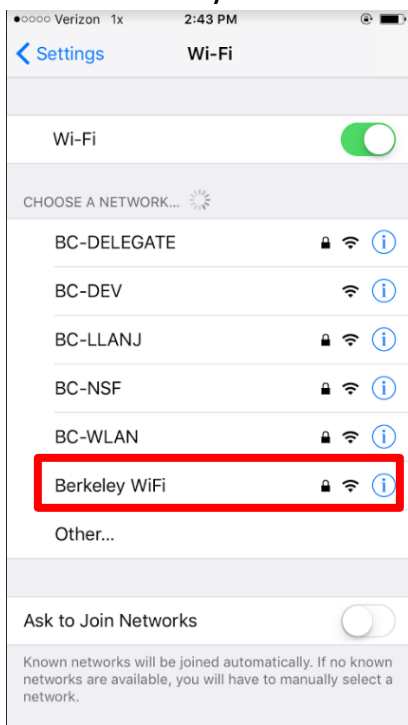 Verizon 1x 2:43 PM
Settings Wi-Fi
Wi-Fi
CHOOSE A NETWORK...
BC-DELEGATE
BC-DEV
BC-LLANJ
BC-NSF
BC-WLAN
Berkeley WiFi
Other...
Ask to Join Networks
Known networks will be joined automatically. If no known
networks are available, you will have to manually select a
network.